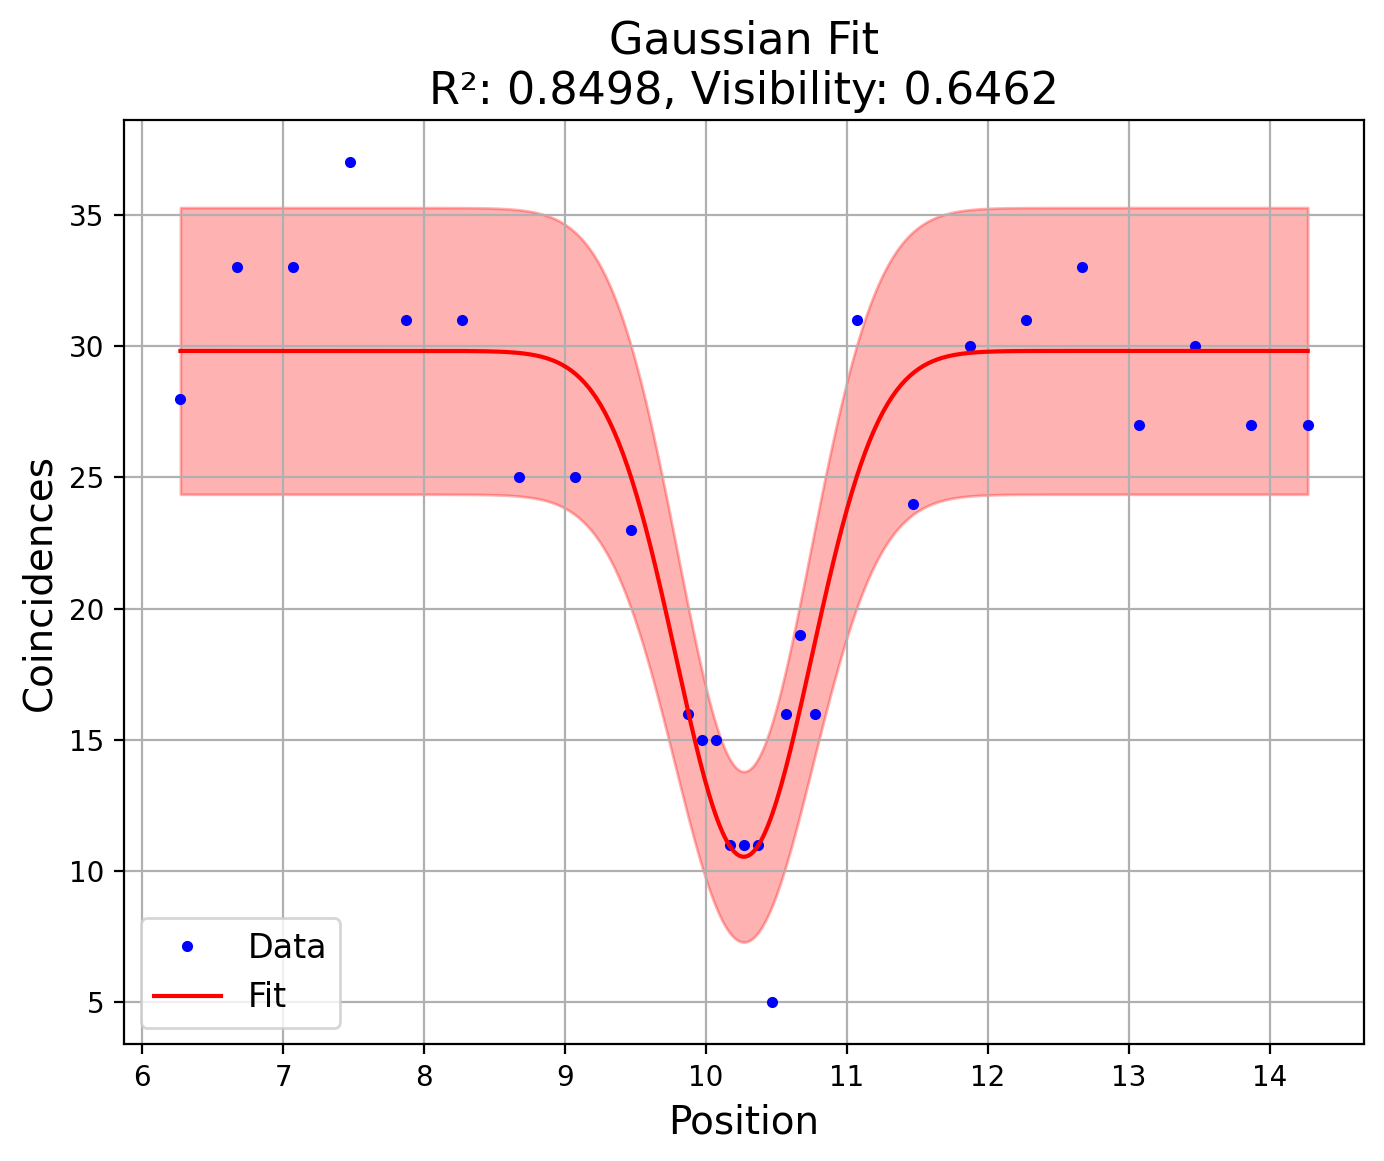 Gaussian Fit
R²: 0.8498, Visibility: 0.6462
35
30
25
20
15
10
5
Coincidences
Data
Fit
6 7 8 9 10 11 12 13 14
Position